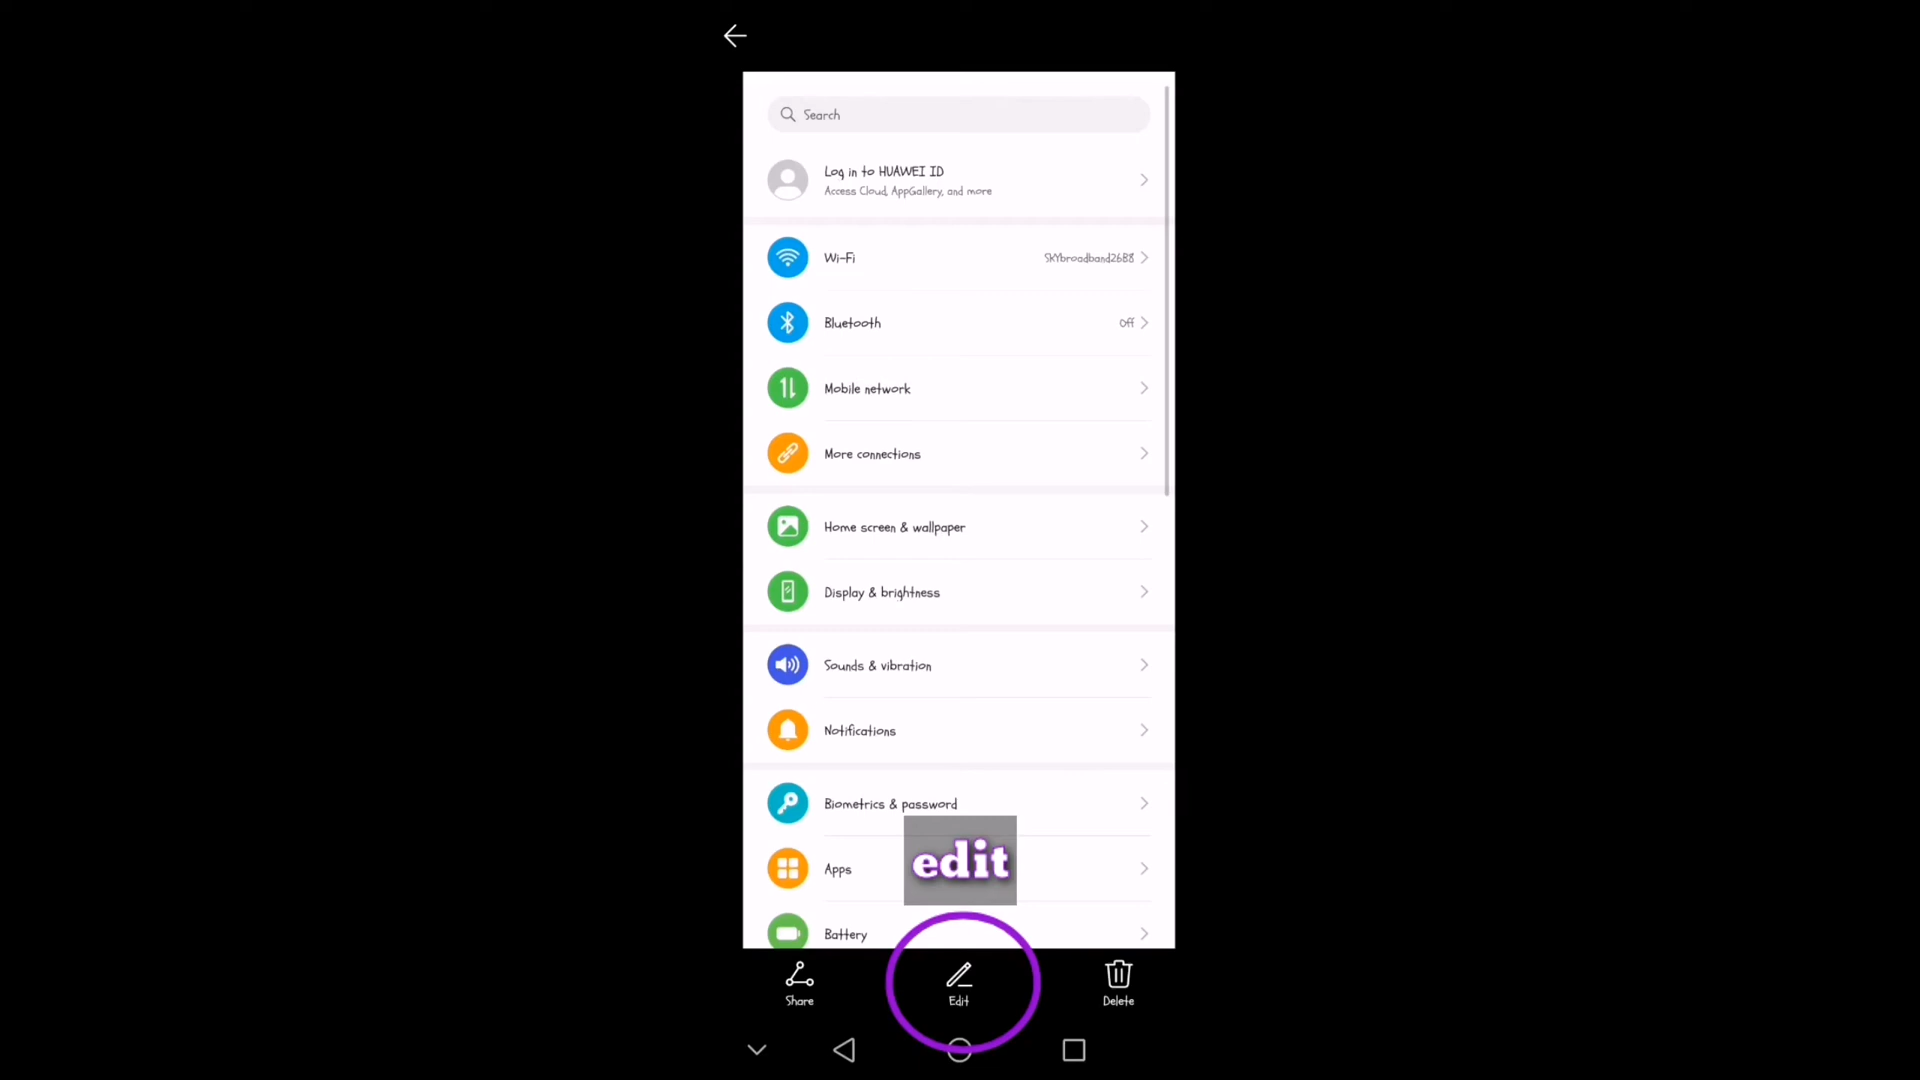 Search
Log in to HUAWEI ID
Access Cloud, AppGallery, and more
Wi-Fi
SKYbroadband26B8
Bluetooth
Off
Mobile network
More connections
Home screen & wallpaper
Display & brightness
Sounds & vibration
Notifications
Biometrics & password
edit
Apps
Battery
Share
Edit
Delete